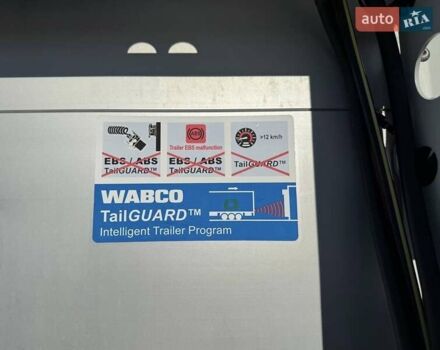 auto RIA
.com
Trailer EBS malfunction
>12 km/h
EBS / ABS
TailGUARD™
EBS / ABS
TailGUARD™
TailGUARD™
WABCO
TailGUARD™
Intelligent Trailer Program